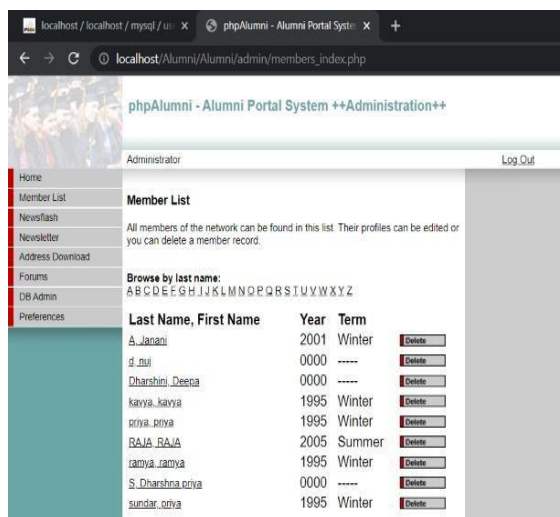 localhost / localhost / mysql / us
phpAlumni - Alumni Portal Syste
localhost/Alumni/Alumni/admin/members_index.php
phpAlumni - Alumni Portal System ++Administration++
Administrator Log Out
Home
Member List
Newsflash
Newsletter
Address Download
Forums
DB Admin
Preferences
Member List
All members of the network can be found in this list. Their profiles can be edited or
you can delete a member record.
Browse by last name:
A B C D E F G H I J K L M N O P Q R S T U V W X Y Z
Last Name, First Name Year Term
A, Janani 2001 Winter Delete
d, nuj 0000 ----- Delete
Dharshini, Deepa 0000 ----- Delete
kavya, kavya 1995 Winter Delete
priya, priya 1995 Winter Delete
RAJA, RAJA 2005 Summer Delete
ramya, ramya 1995 Winter Delete
S, Dharshna priya 0000 ----- Delete
sundar, priya 1995 Winter Delete